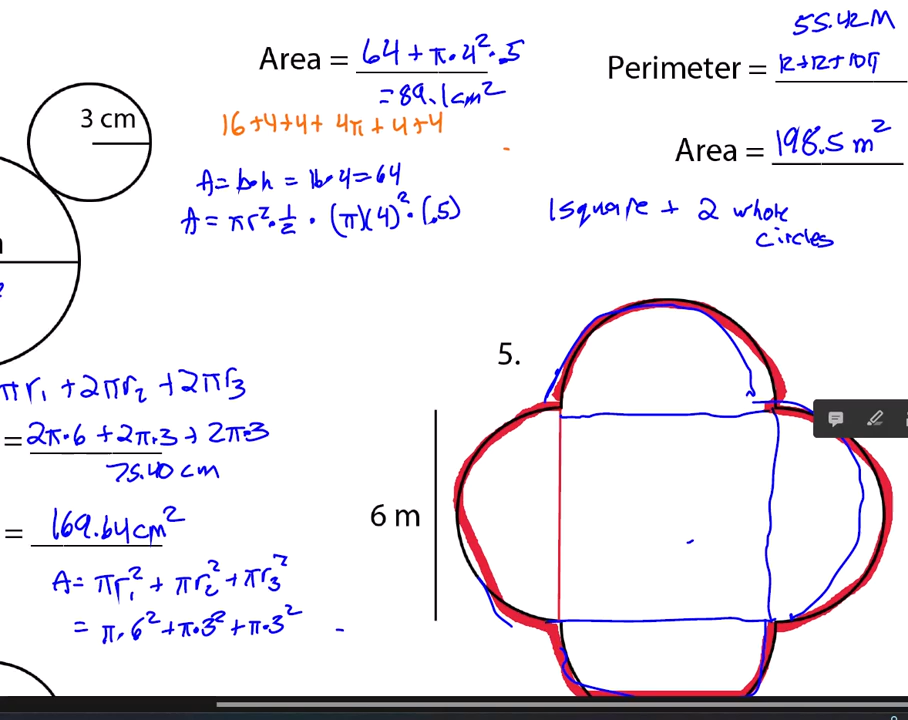 55.42M
Area = 64 + π·4²·.5
Perimeter = 12+12+10π
= 89.1cm²
3 cm
16+4+4+ 4π+4+4
Area = 198.5 m²
A= b·h = 16·4=64
A= πr²·½ · (π)(4)²·(.5)
1square + 2 whole
circles
5.
πr₁ +2πr₂ +2πr₃
= 2π·6 +2π·3 + 2π·3
75.40 cm
6 m
= 169.64cm²
A= πr₁² + πr₂² +πr₃²
= π·6²+π·3²+π·3²